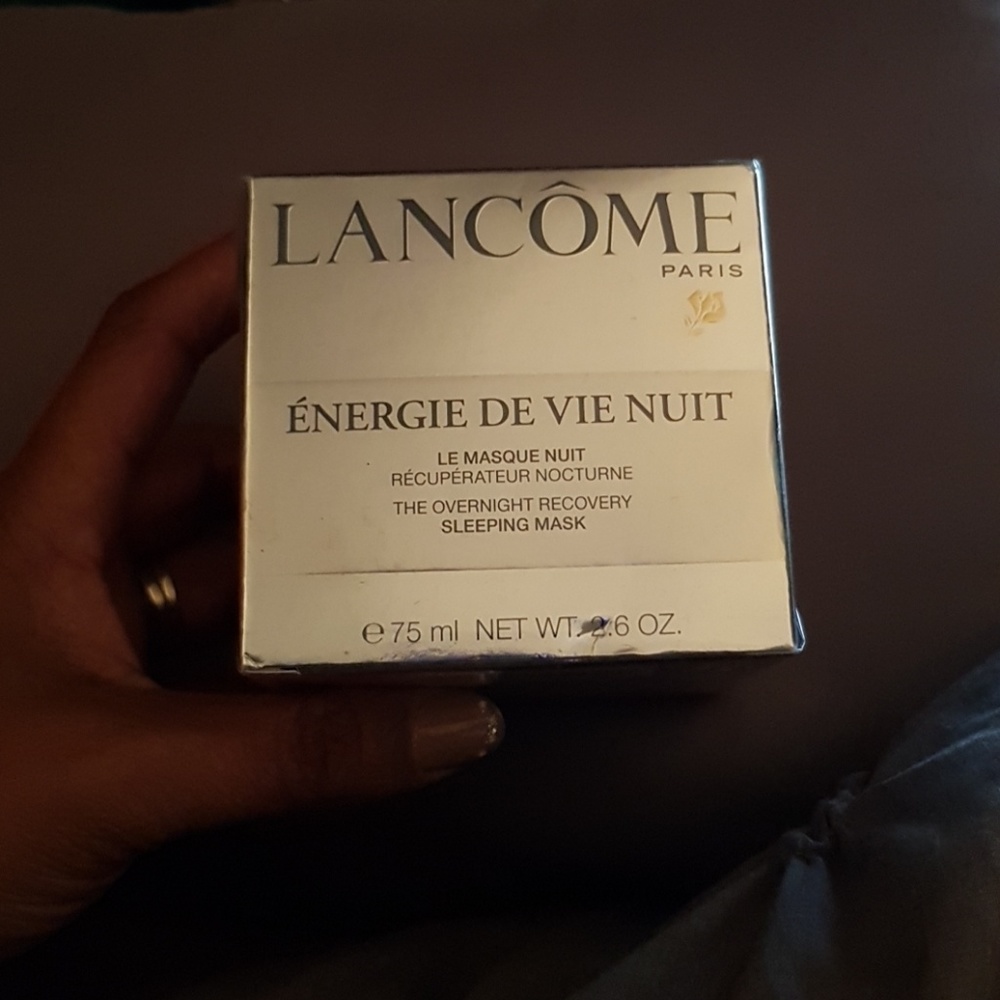 LANCÔME
PARIS
ÉNERGIE DE VIE NUIT
LE MASQUE NUIT
RÉCUPÉRATEUR NOCTURNE
THE OVERNIGHT RECOVERY
SLEEPING MASK
℮ 75 ml NET WT. 2.6 OZ.